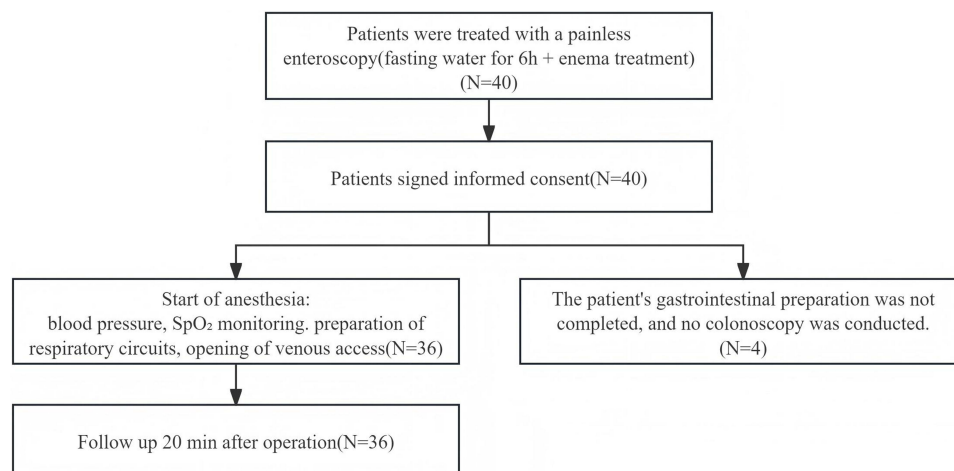 Patients were treated with a painless
enteroscopy(fasting water for 6h + enema treatment)
(N=40)
Patients signed informed consent(N=40)
Start of anesthesia:
blood pressure, SpO₂ monitoring. preparation of
respiratory circuits, opening of venous access(N=36)
The patient's gastrointestinal preparation was not
completed, and no colonoscopy was conducted.
(N=4)
Follow up 20 min after operation(N=36)